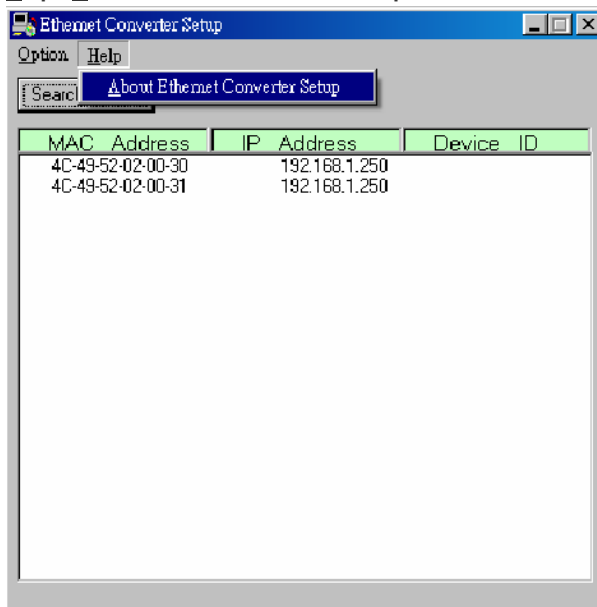 Ethernet Converter Setup
Option Help
About Ethernet Converter Setup
MAC Address IP Address Device ID
4C-49-52-02-00-30 192.168.1.250
4C-49-52-02-00-31 192.168.1.250